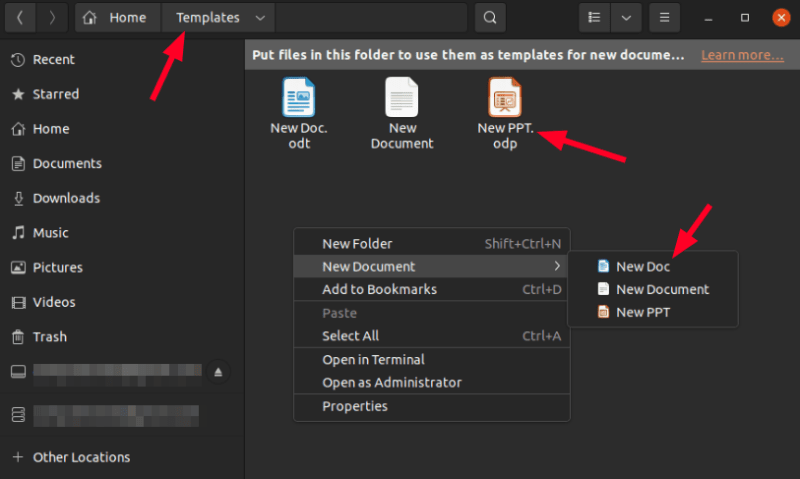 Home Templates
Put files in this folder to use them as templates for new docume... Learn more...
Recent
Starred
Home
Documents
Downloads
Music
Pictures
Videos
Trash
Other Locations
New Doc.
odt
New
Document
New PPT.
odp
New Folder Shift+Ctrl+N
New Document
Add to Bookmarks Ctrl+D
Paste
Select All Ctrl+A
Open in Terminal
Open as Administrator
Properties
New Doc
New Document
New PPT